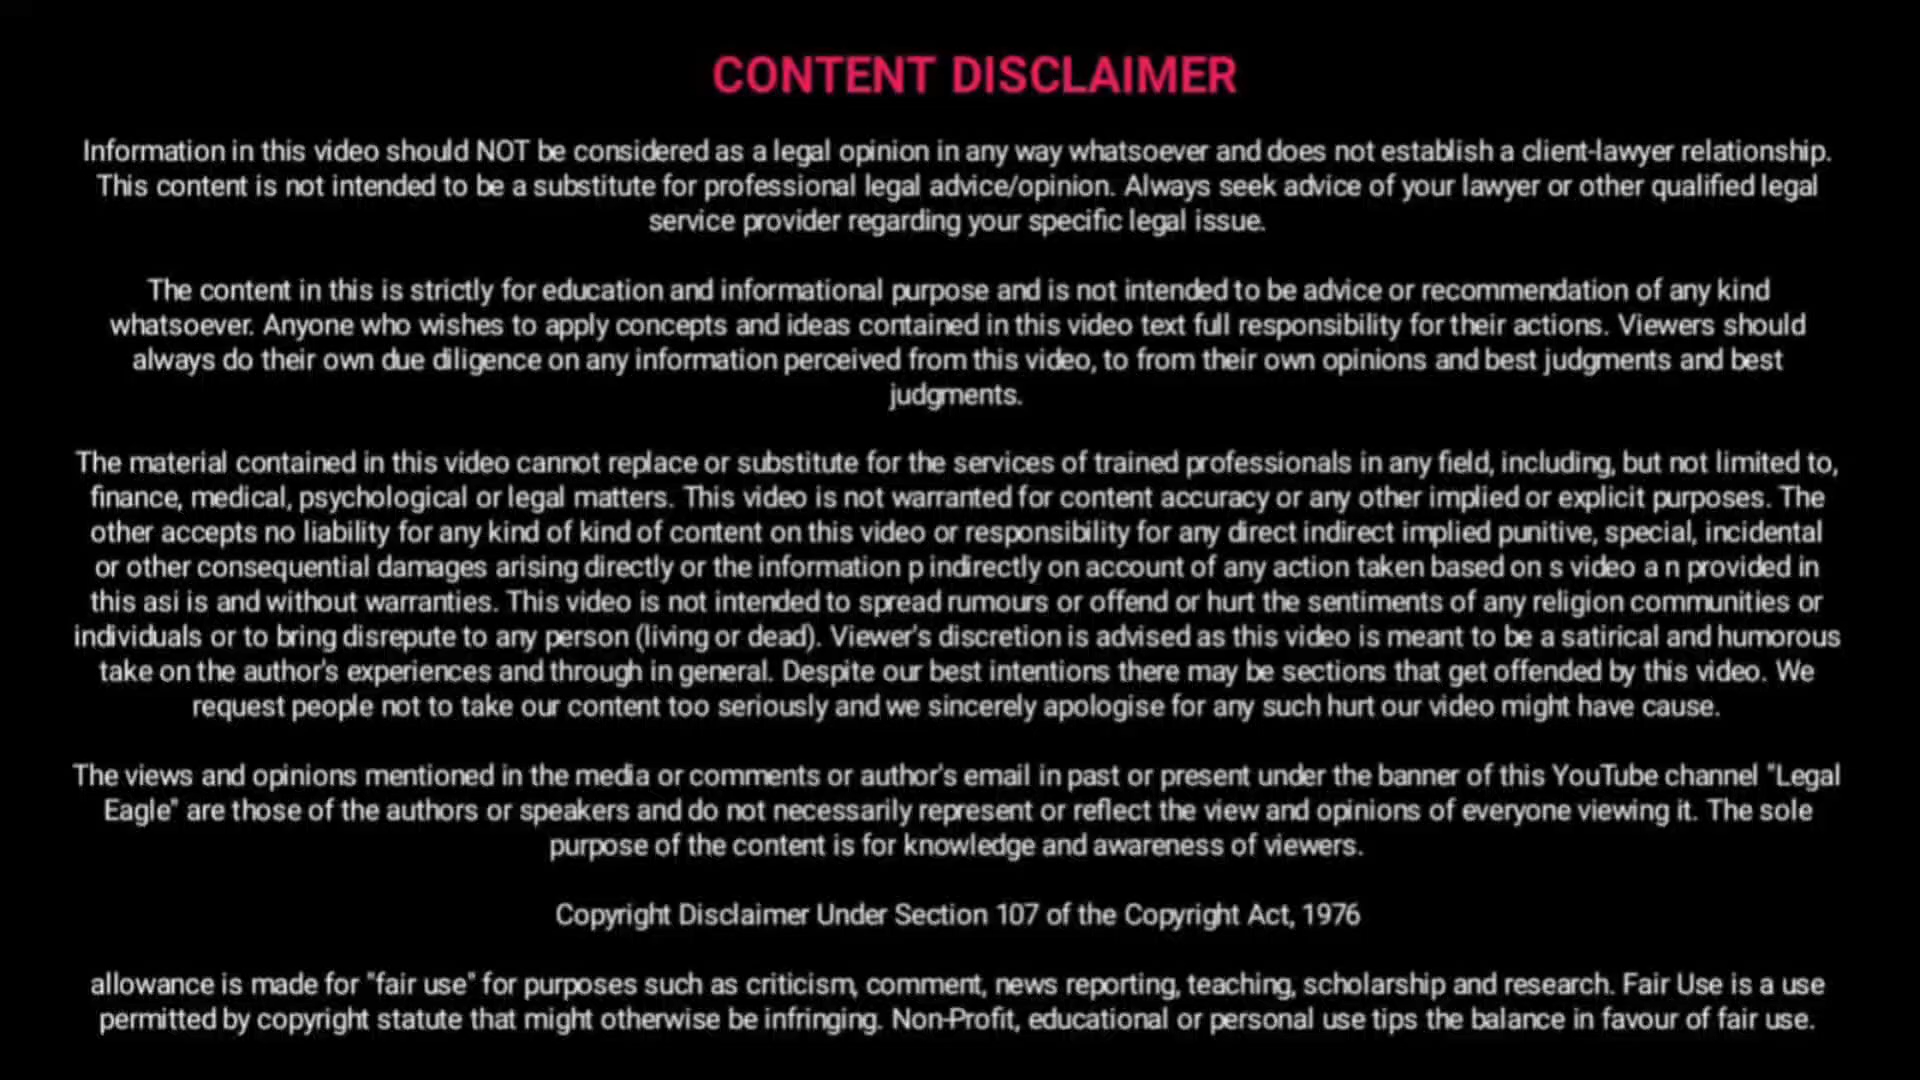 CONTENT DISCLAIMER
Information in this video should NOT be considered as a legal opinion in any way whatsoever and does not establish a client-lawyer relationship.
This content is not intended to be a substitute for professional legal advice/opinion. Always seek advice of your lawyer or other qualified legal
service provider regarding your specific legal issue.
The content in this is strictly for education and informational purpose and is not intended to be advice or recommendation of any kind
whatsoever. Anyone who wishes to apply concepts and ideas contained in this video text full responsibility for their actions. Viewers should
always do their own due diligence on any information perceived from this video, to from their own opinions and best judgments and best
judgments.
The material contained in this video cannot replace or substitute for the services of trained professionals in any field, including, but not limited to,
finance, medical, psychological or legal matters. This video is not warranted for content accuracy or any other implied or explicit purposes. The
other accepts no liability for any kind of kind of content on this video or responsibility for any direct indirect implied punitive, special, incidental
or other consequential damages arising directly or the information p indirectly on account of any action taken based on s video a n provided in
this asi is and without warranties. This video is not intended to spread rumours or offend or hurt the sentiments of any religion communities or
individuals or to bring disrepute to any person (living or dead). Viewer's discretion is advised as this video is meant to be a satirical and humorous
take on the author's experiences and through in general. Despite our best intentions there may be sections that get offended by this video. We
request people not to take our content too seriously and we sincerely apologise for any such hurt our video might have cause.
The views and opinions mentioned in the media or comments or author's email in past or present under the banner of this YouTube channel "Legal
Eagle" are those of the authors or speakers and do not necessarily represent or reflect the view and opinions of everyone viewing it. The sole
purpose of the content is for knowledge and awareness of viewers.
Copyright Disclaimer Under Section 107 of the Copyright Act, 1976
allowance is made for "fair use" for purposes such as criticism, comment, news reporting, teaching, scholarship and research. Fair Use is a use
permitted by copyright statute that might otherwise be infringing. Non-Profit, educational or personal use tips the balance in favour of fair use.